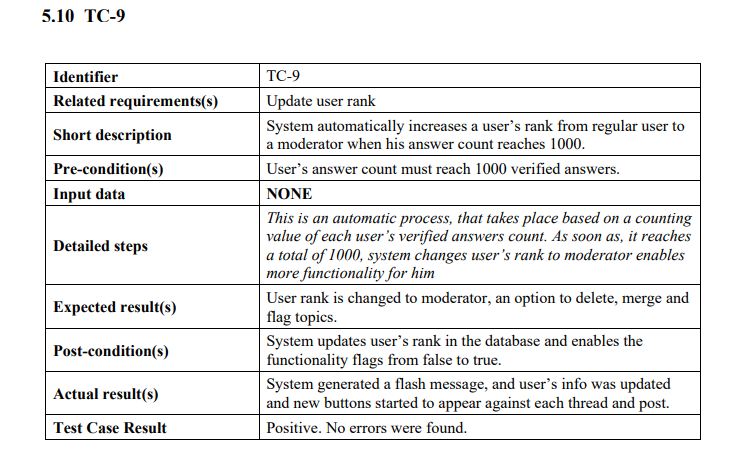 5.10 TC-9
Identifier
TC-9
Related requirements(s)
Update user rank
Short description
System automatically increases a user's rank from regular user to
a moderator when his answer count reaches 1000.
Pre-condition(s)
User's answer count must reach 1000 verified answers.
Input data
NONE
Detailed steps
This is an automatic process, that takes place based on a counting
value of each user's verified answers count. As soon as, it reaches
a total of 1000, system changes user's rank to moderator enables
more functionality for him
Expected result(s)
User rank is changed to moderator, an option to delete, merge and
flag topics.
Post-condition(s)
System updates user's rank in the database and enables the
functionality flags from false to true.
Actual result(s)
System generated a flash message, and user's info was updated
and new buttons started to appear against each thread and post.
Test Case Result
Positive. No errors were found.